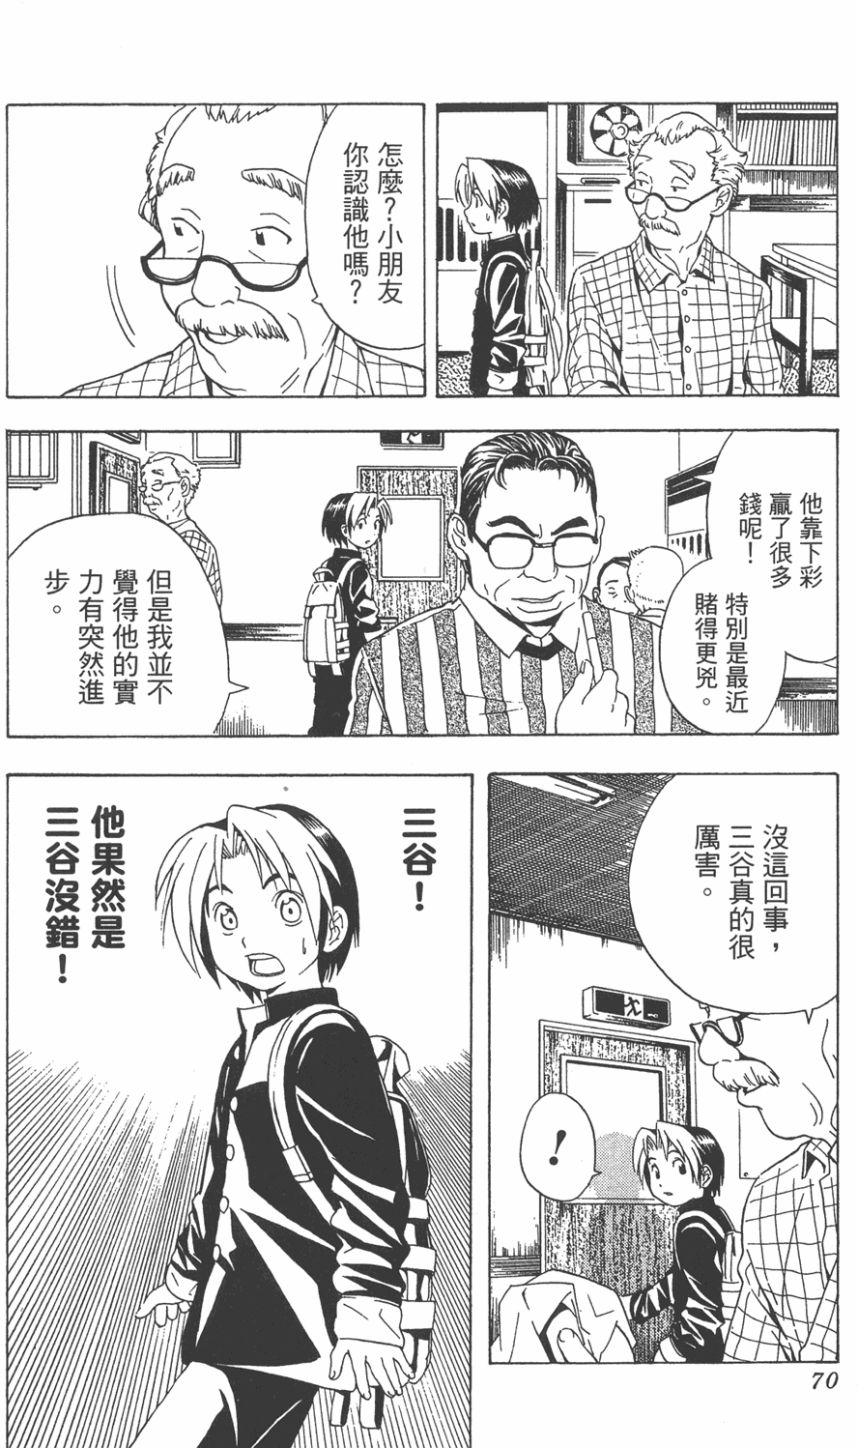 怎麼？小朋友
你認識他嗎？
他靠下彩
贏了很多
錢呢！
特別是最近
賭得更兇。
但是我並不
覺得他的實
力有突然進
步。
沒這回事，
三谷真的很
厲害。
！
三谷！
他果然是
三谷沒錯！
70